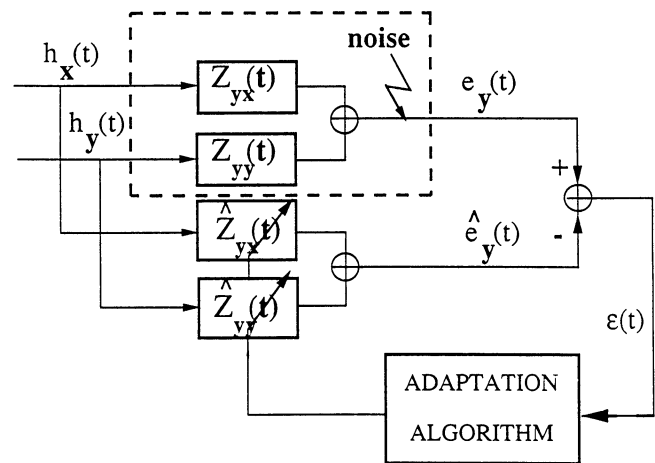 h_x(t)
Z_yx(t)
noise
e_y(t)
h_y(t)
Z_yy(t)
+
Ẑ_yx(t)
ê_y(t)
-
Ẑ_yy(t)
ε(t)
ADAPTATION
ALGORITHM